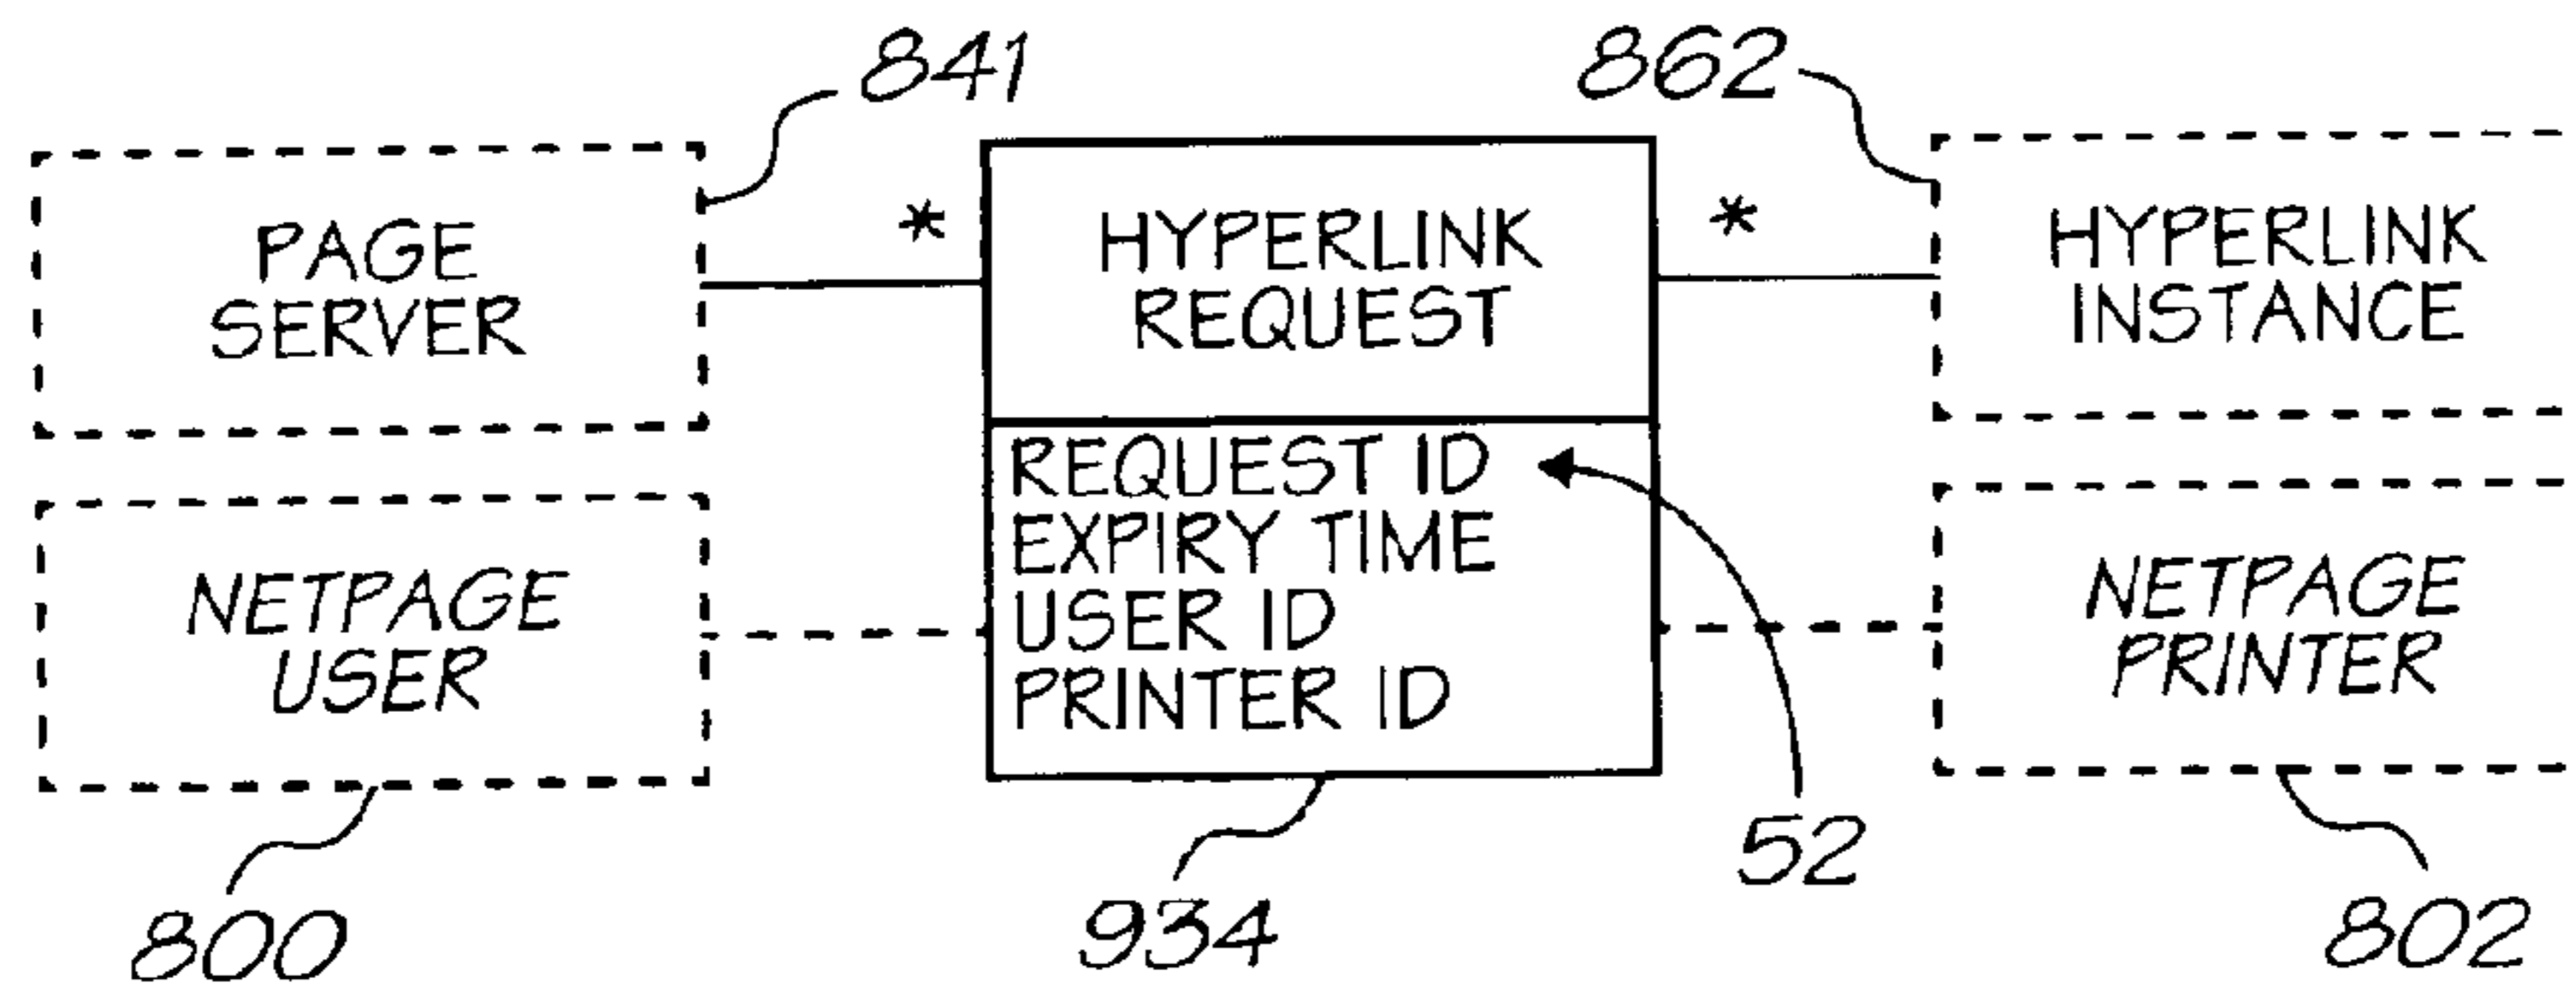 841
862
*
*
PAGE
SERVER
HYPERLINK
REQUEST
HYPERLINK
INSTANCE
REQUEST ID
EXPIRY TIME
USER ID
PRINTER ID
NETPAGE
USER
NETPAGE
PRINTER
52
800
934
802